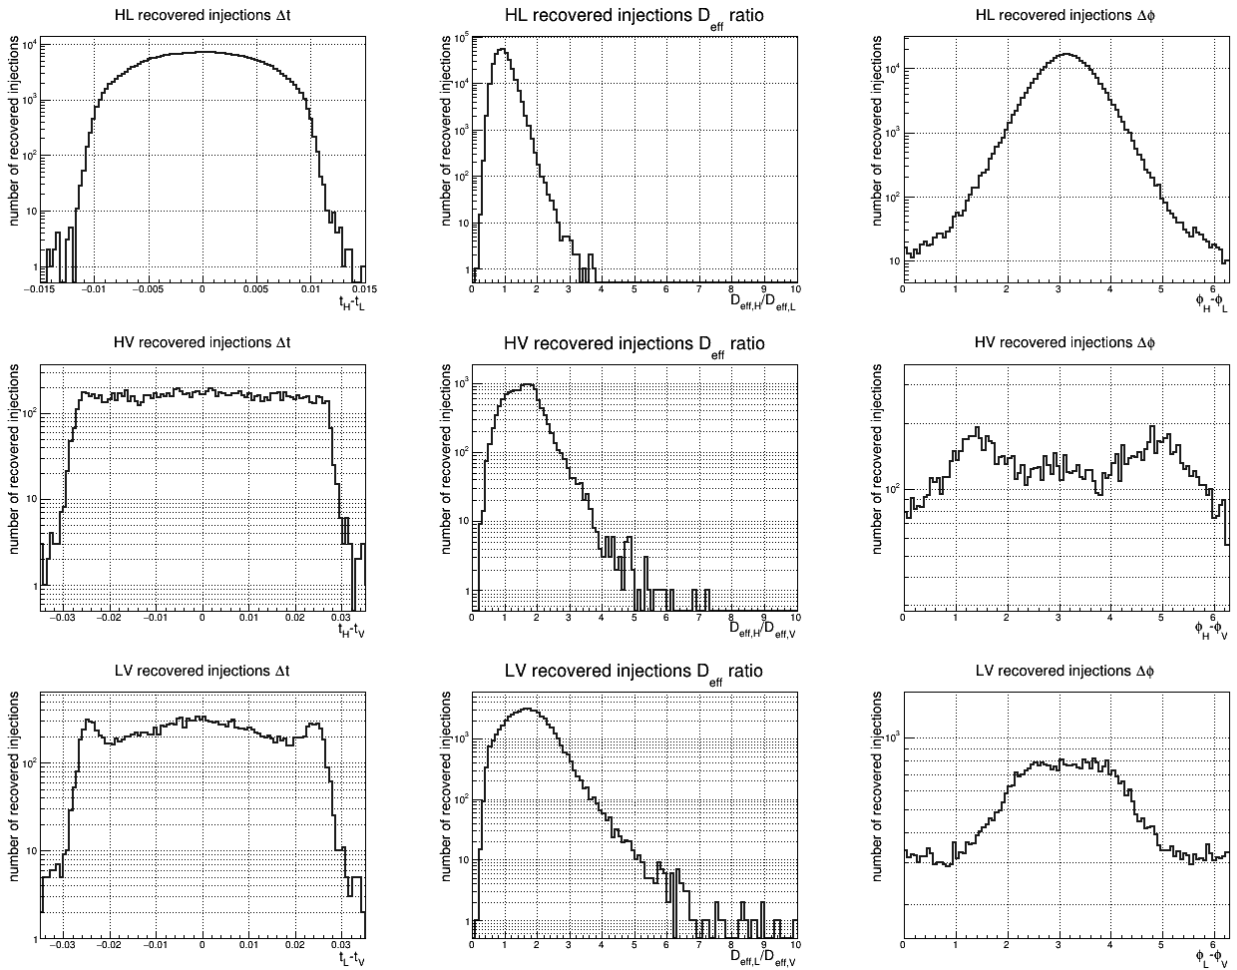 HL recovered injections Δt
number of recovered injections
10⁴
10³
10²
10
1
−0.015 −0.01 −0.005 0 0.005 0.01 0.015
t_H-t_L
HL recovered injections D_eff ratio
number of recovered injections
10⁵
10⁴
10³
10²
10
1
0 1 2 3 4 5 6 7 8 9 10
D_eff,H/D_eff,L
HL recovered injections Δϕ
number of recovered injections
10⁴
10³
10²
10
0 1 2 3 4 5 6
ϕ_H-ϕ_L
HV recovered injections Δt
number of recovered injections
10²
10
1
−0.03 −0.02 −0.01 0 0.01 0.02 0.03
t_H-t_V
HV recovered injections D_eff ratio
number of recovered injections
10³
10²
10
1
0 1 2 3 4 5 6 7 8 9 10
D_eff,H/D_eff,V
HV recovered injections Δϕ
number of recovered injections
10²
0 1 2 3 4 5 6
ϕ_H-ϕ_V
LV recovered injections Δt
number of recovered injections
10²
10
1
−0.03 −0.02 −0.01 0 0.01 0.02 0.03
t_L-t_V
LV recovered injections D_eff ratio
number of recovered injections
10³
10²
10
1
0 1 2 3 4 5 6 7 8 9 10
D_eff,L/D_eff,V
LV recovered injections Δϕ
number of recovered injections
10³
0 1 2 3 4 5 6
ϕ_L-ϕ_V